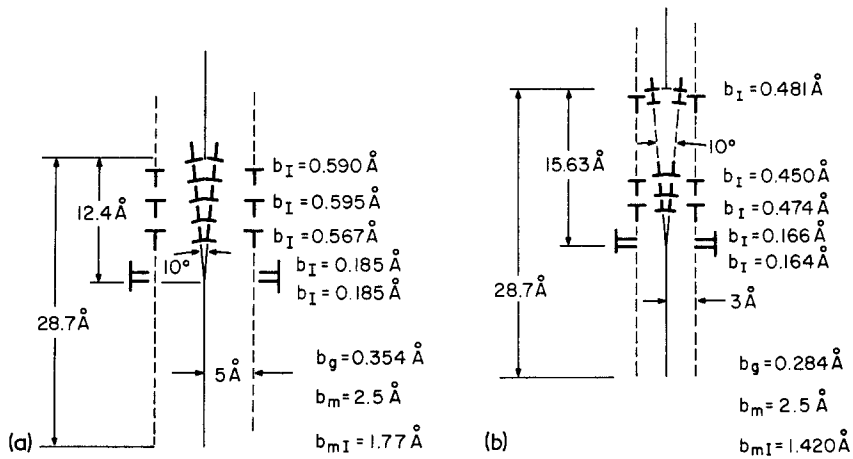 b_I = 0.590 Å
12.4 Å
b_I = 0.595 Å
b_I = 0.567 Å
10°
b_I = 0.185 Å
b_I = 0.185 Å
28.7 Å
5 Å
b_g = 0.354 Å
b_m = 2.5 Å
b_mI = 1.77 Å
(a)
b_I = 0.481 Å
10°
15.63 Å
b_I = 0.450 Å
b_I = 0.474 Å
b_I = 0.166 Å
b_I = 0.164 Å
28.7 Å
3 Å
b_g = 0.284 Å
b_m = 2.5 Å
b_mI = 1.420 Å
(b)